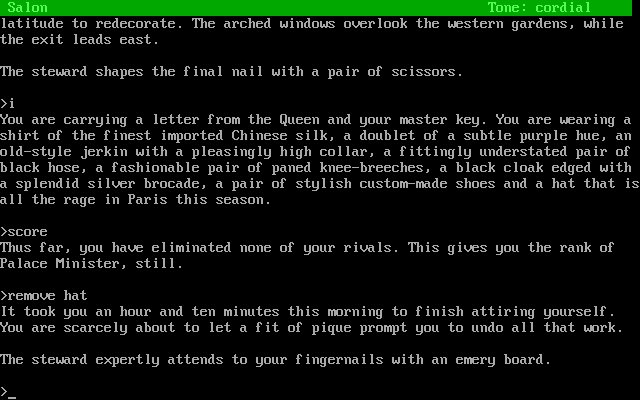 Salon Tone: cordial
latitude to redecorate. The arched windows overlook the western gardens, while
the exit leads east.
The steward shapes the final nail with a pair of scissors.
>i
You are carrying a letter from the Queen and your master key. You are wearing a
shirt of the finest imported Chinese silk, a doublet of a subtle purple hue, an
old-style jerkin with a pleasingly high collar, a fittingly understated pair of
black hose, a fashionable pair of paned knee-breeches, a black cloak edged with
a splendid silver brocade, a pair of stylish custom-made shoes and a hat that is
all the rage in Paris this season.
>score
Thus far, you have eliminated none of your rivals. This gives you the rank of
Palace Minister, still.
>remove hat
It took you an hour and ten minutes this morning to finish attiring yourself.
You are scarcely about to let a fit of pique prompt you to undo all that work.
The steward expertly attends to your fingernails with an emery board.
>_